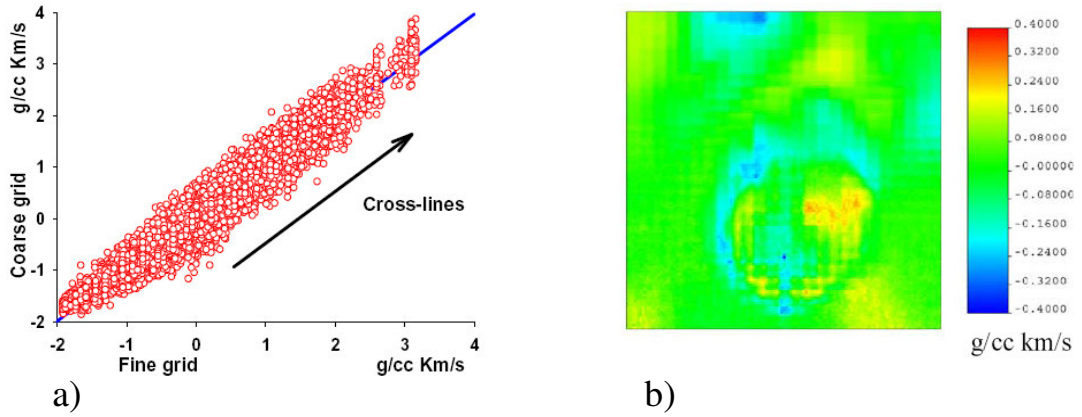 4
3
2
1
0
-1
-2
g/cc Km/s
Coarse grid
Cross-lines
-2 -1 0 1 2 3 4
Fine grid g/cc Km/s
a)
0.4000
0.3200
0.2400
0.1600
0.0800
-0.00000
-0.0800
-0.1600
-0.2400
-0.3200
-0.4000
g/cc km/s
b)